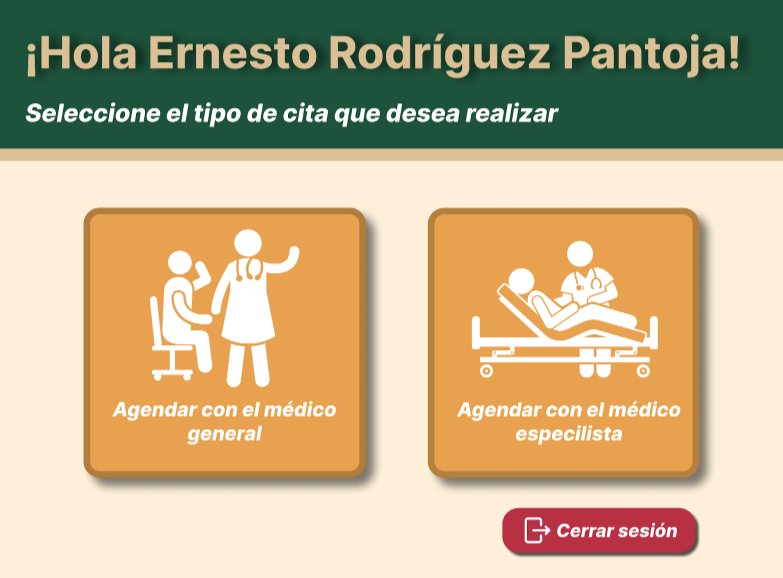 ¡Hola Ernesto Rodríguez Pantoja!
Seleccione el tipo de cita que desea realizar
Agendar con el médico
general
Agendar con el médico
especilista
Cerrar sesión